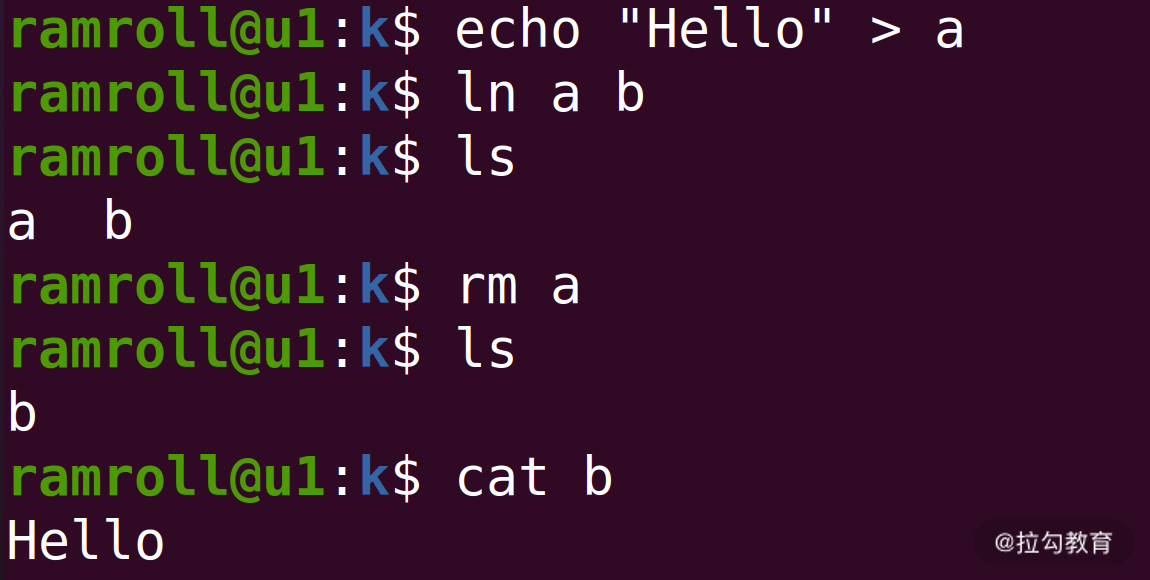 ramroll@u1:k$ echo "Hello" > a
ramroll@u1:k$ ln a b
ramroll@u1:k$ ls
a  b
ramroll@u1:k$ rm a
ramroll@u1:k$ ls
b
ramroll@u1:k$ cat b
Hello
@拉勾教育